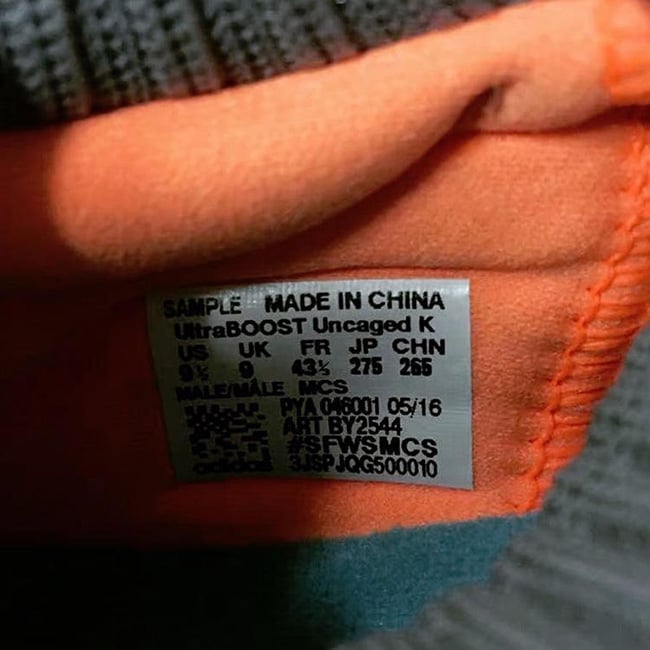 SAMPLE MADE IN CHINA
UltraBOOST Uncaged K
US UK FR JP CHN
9½ 9 43⅓ 275 265
MALE/MÂLE MCS
PYA 046001 05/16
ART BY2544
#SFWSMCS
adidas 3JSPJQG500010